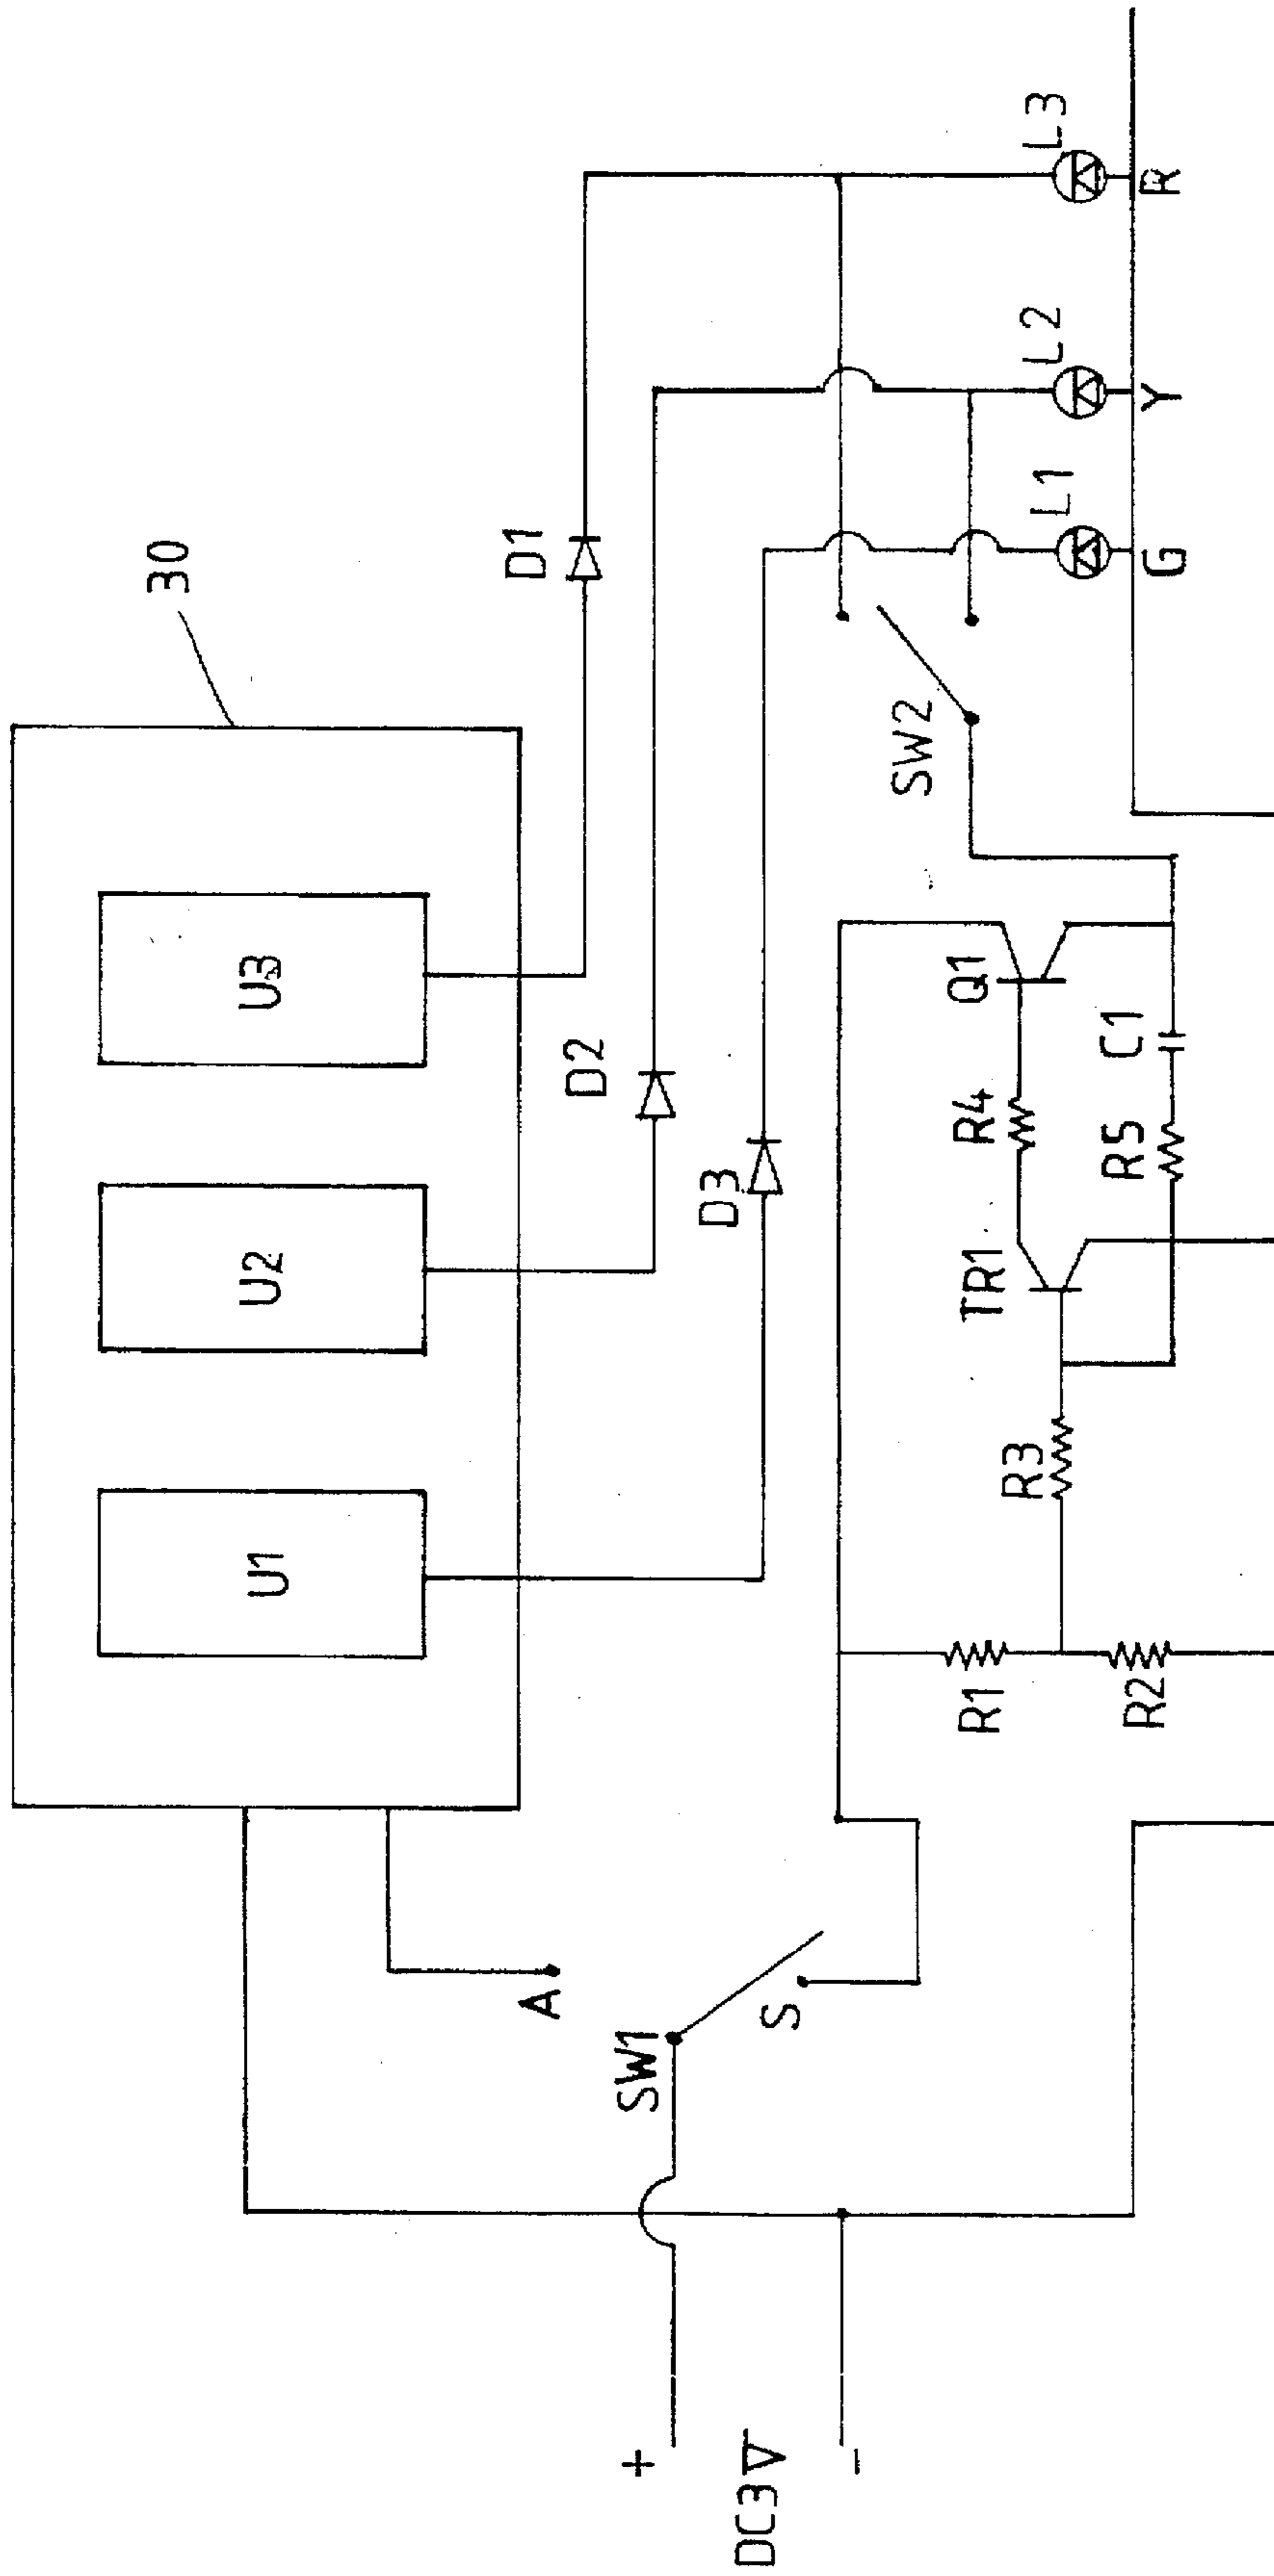 30
U1
U2
U3
D1
D2
D3
A
SW1
S
+
DC3V
-
R1
R2
R3
TR1
R4
R5
Q1
C1
SW2
L1
L2
L3
G
Y
R